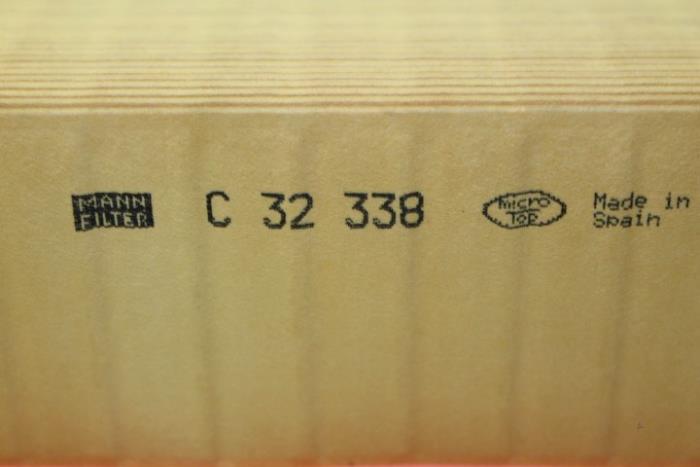 MANN
FILTER
C 32 338
micro
TOP
Made in
Spain